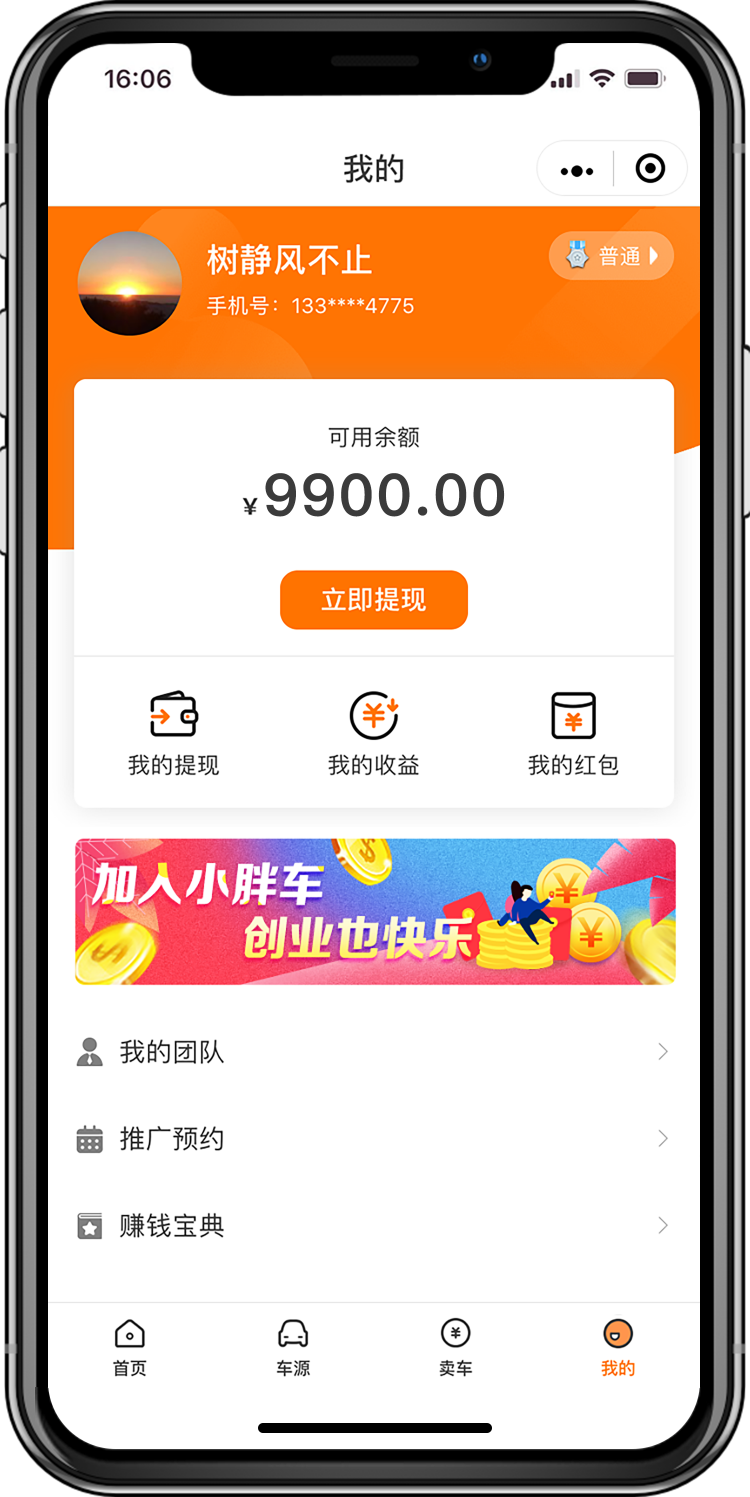 16:06
我的
树静风不止
普通
手机号：133****4775
可用余额
¥9900.00
立即提现
我的提现
我的收益
我的红包
加入小胖车
创业也快乐
我的团队
推广预约
赚钱宝典
首页
车源
卖车
我的